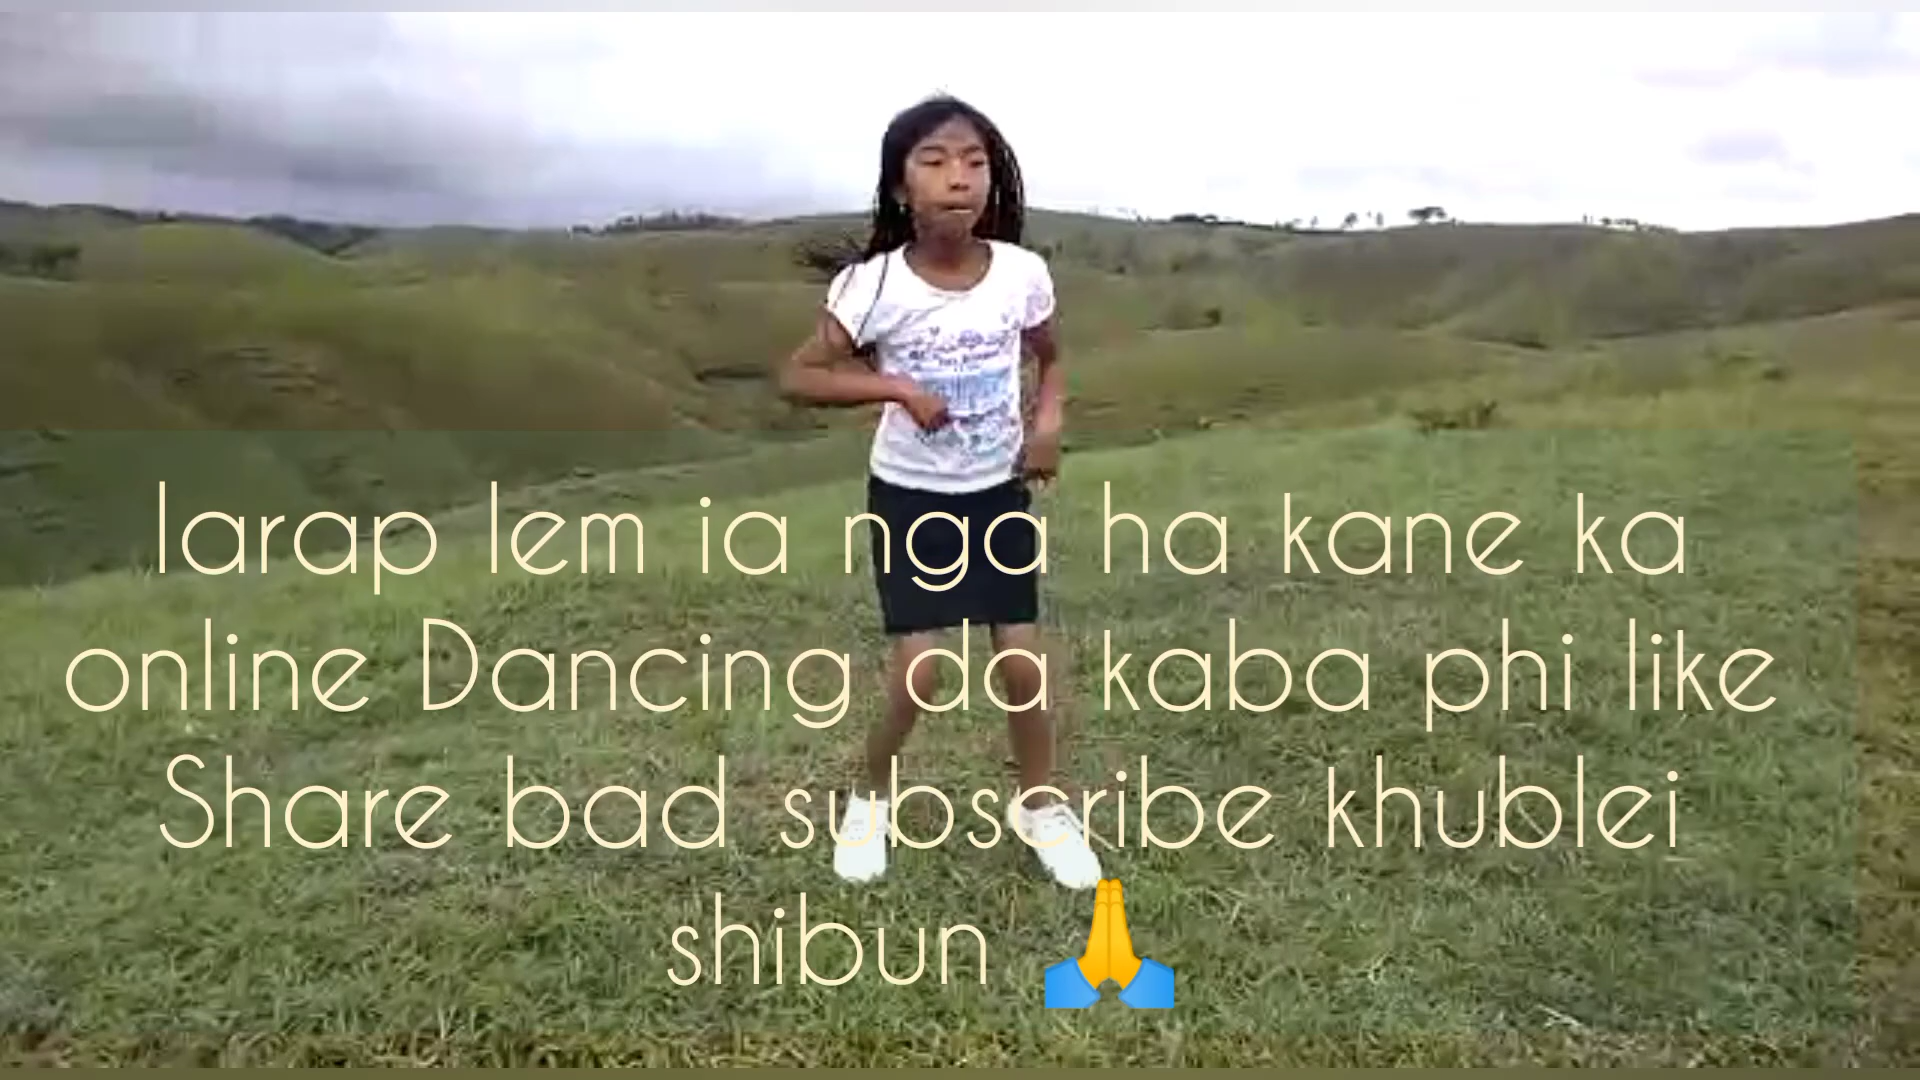 Iarap lem ia nga ha kane ka
online Dancing da kaba phi like
Share bad subscribe khublei
shibun 🙏